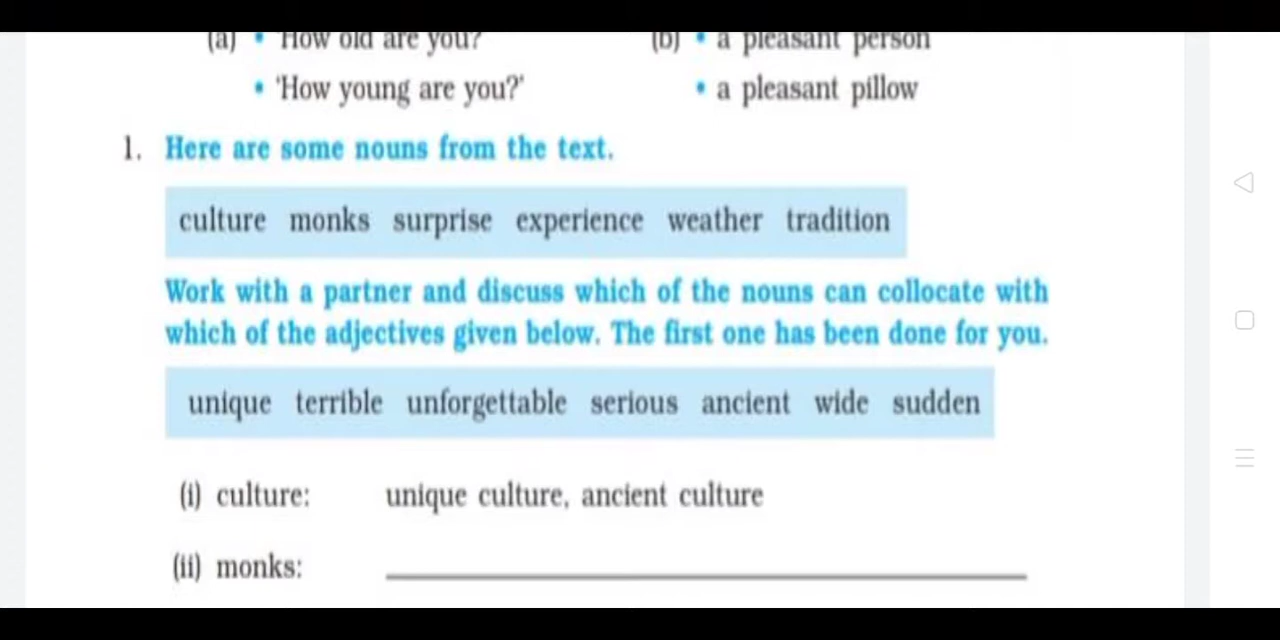 (a) • 'How old are you?' (b) • a pleasant person
• 'How young are you?' • a pleasant pillow
1. Here are some nouns from the text.
culture monks surprise experience weather tradition
Work with a partner and discuss which of the nouns can collocate with
which of the adjectives given below. The first one has been done for you.
unique terrible unforgettable serious ancient wide sudden
(i) culture: unique culture, ancient culture
(ii) monks: